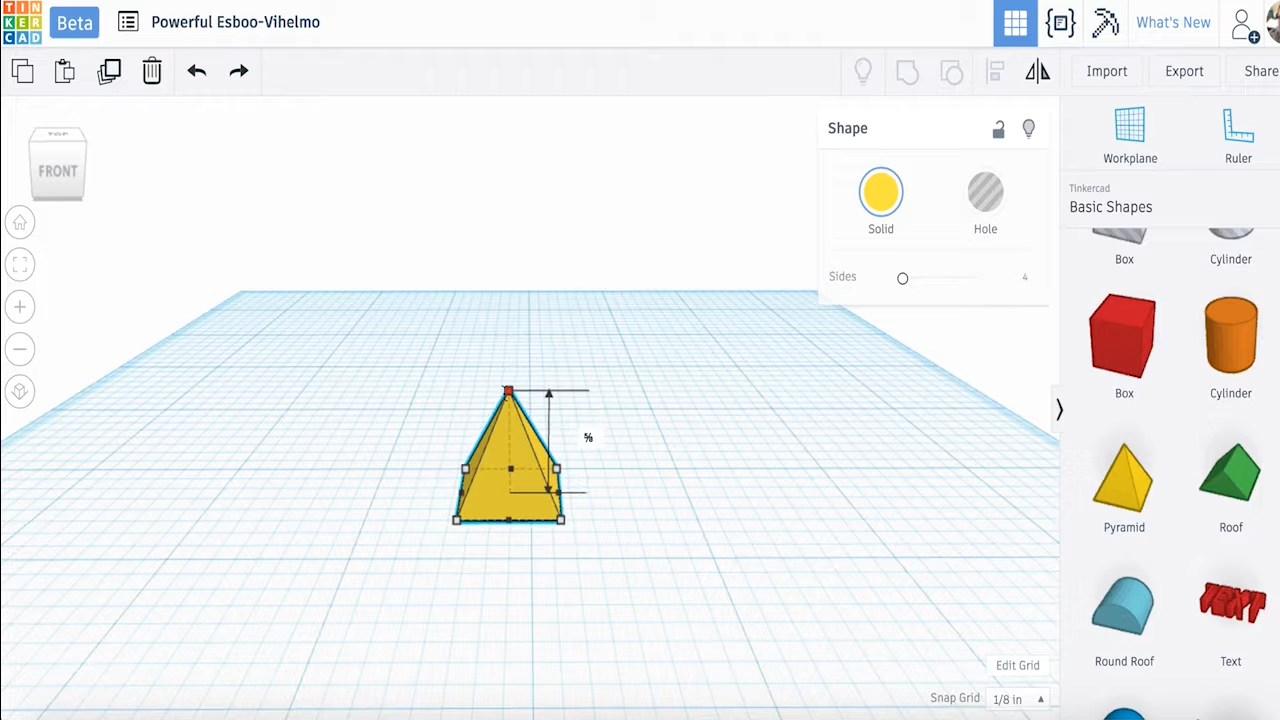 TIN
KER
CAD
Beta
Powerful Esboo-Vihelmo
What's New
Import
Export
Share
TOP
FRONT
Shape
Solid
Hole
Sides
4
Workplane
Ruler
Tinkercad
Basic Shapes
Box
Cylinder
Box
Cylinder
Pyramid
Roof
Round Roof
TEXT
Text
Edit Grid
Snap Grid
1/8 in